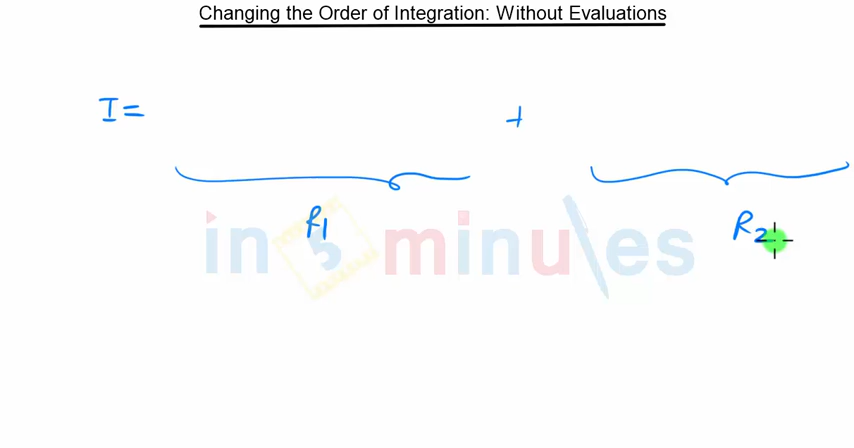 Changing the Order of Integration: Without Evaluations
I = +
R1 R2
in 5 minutes